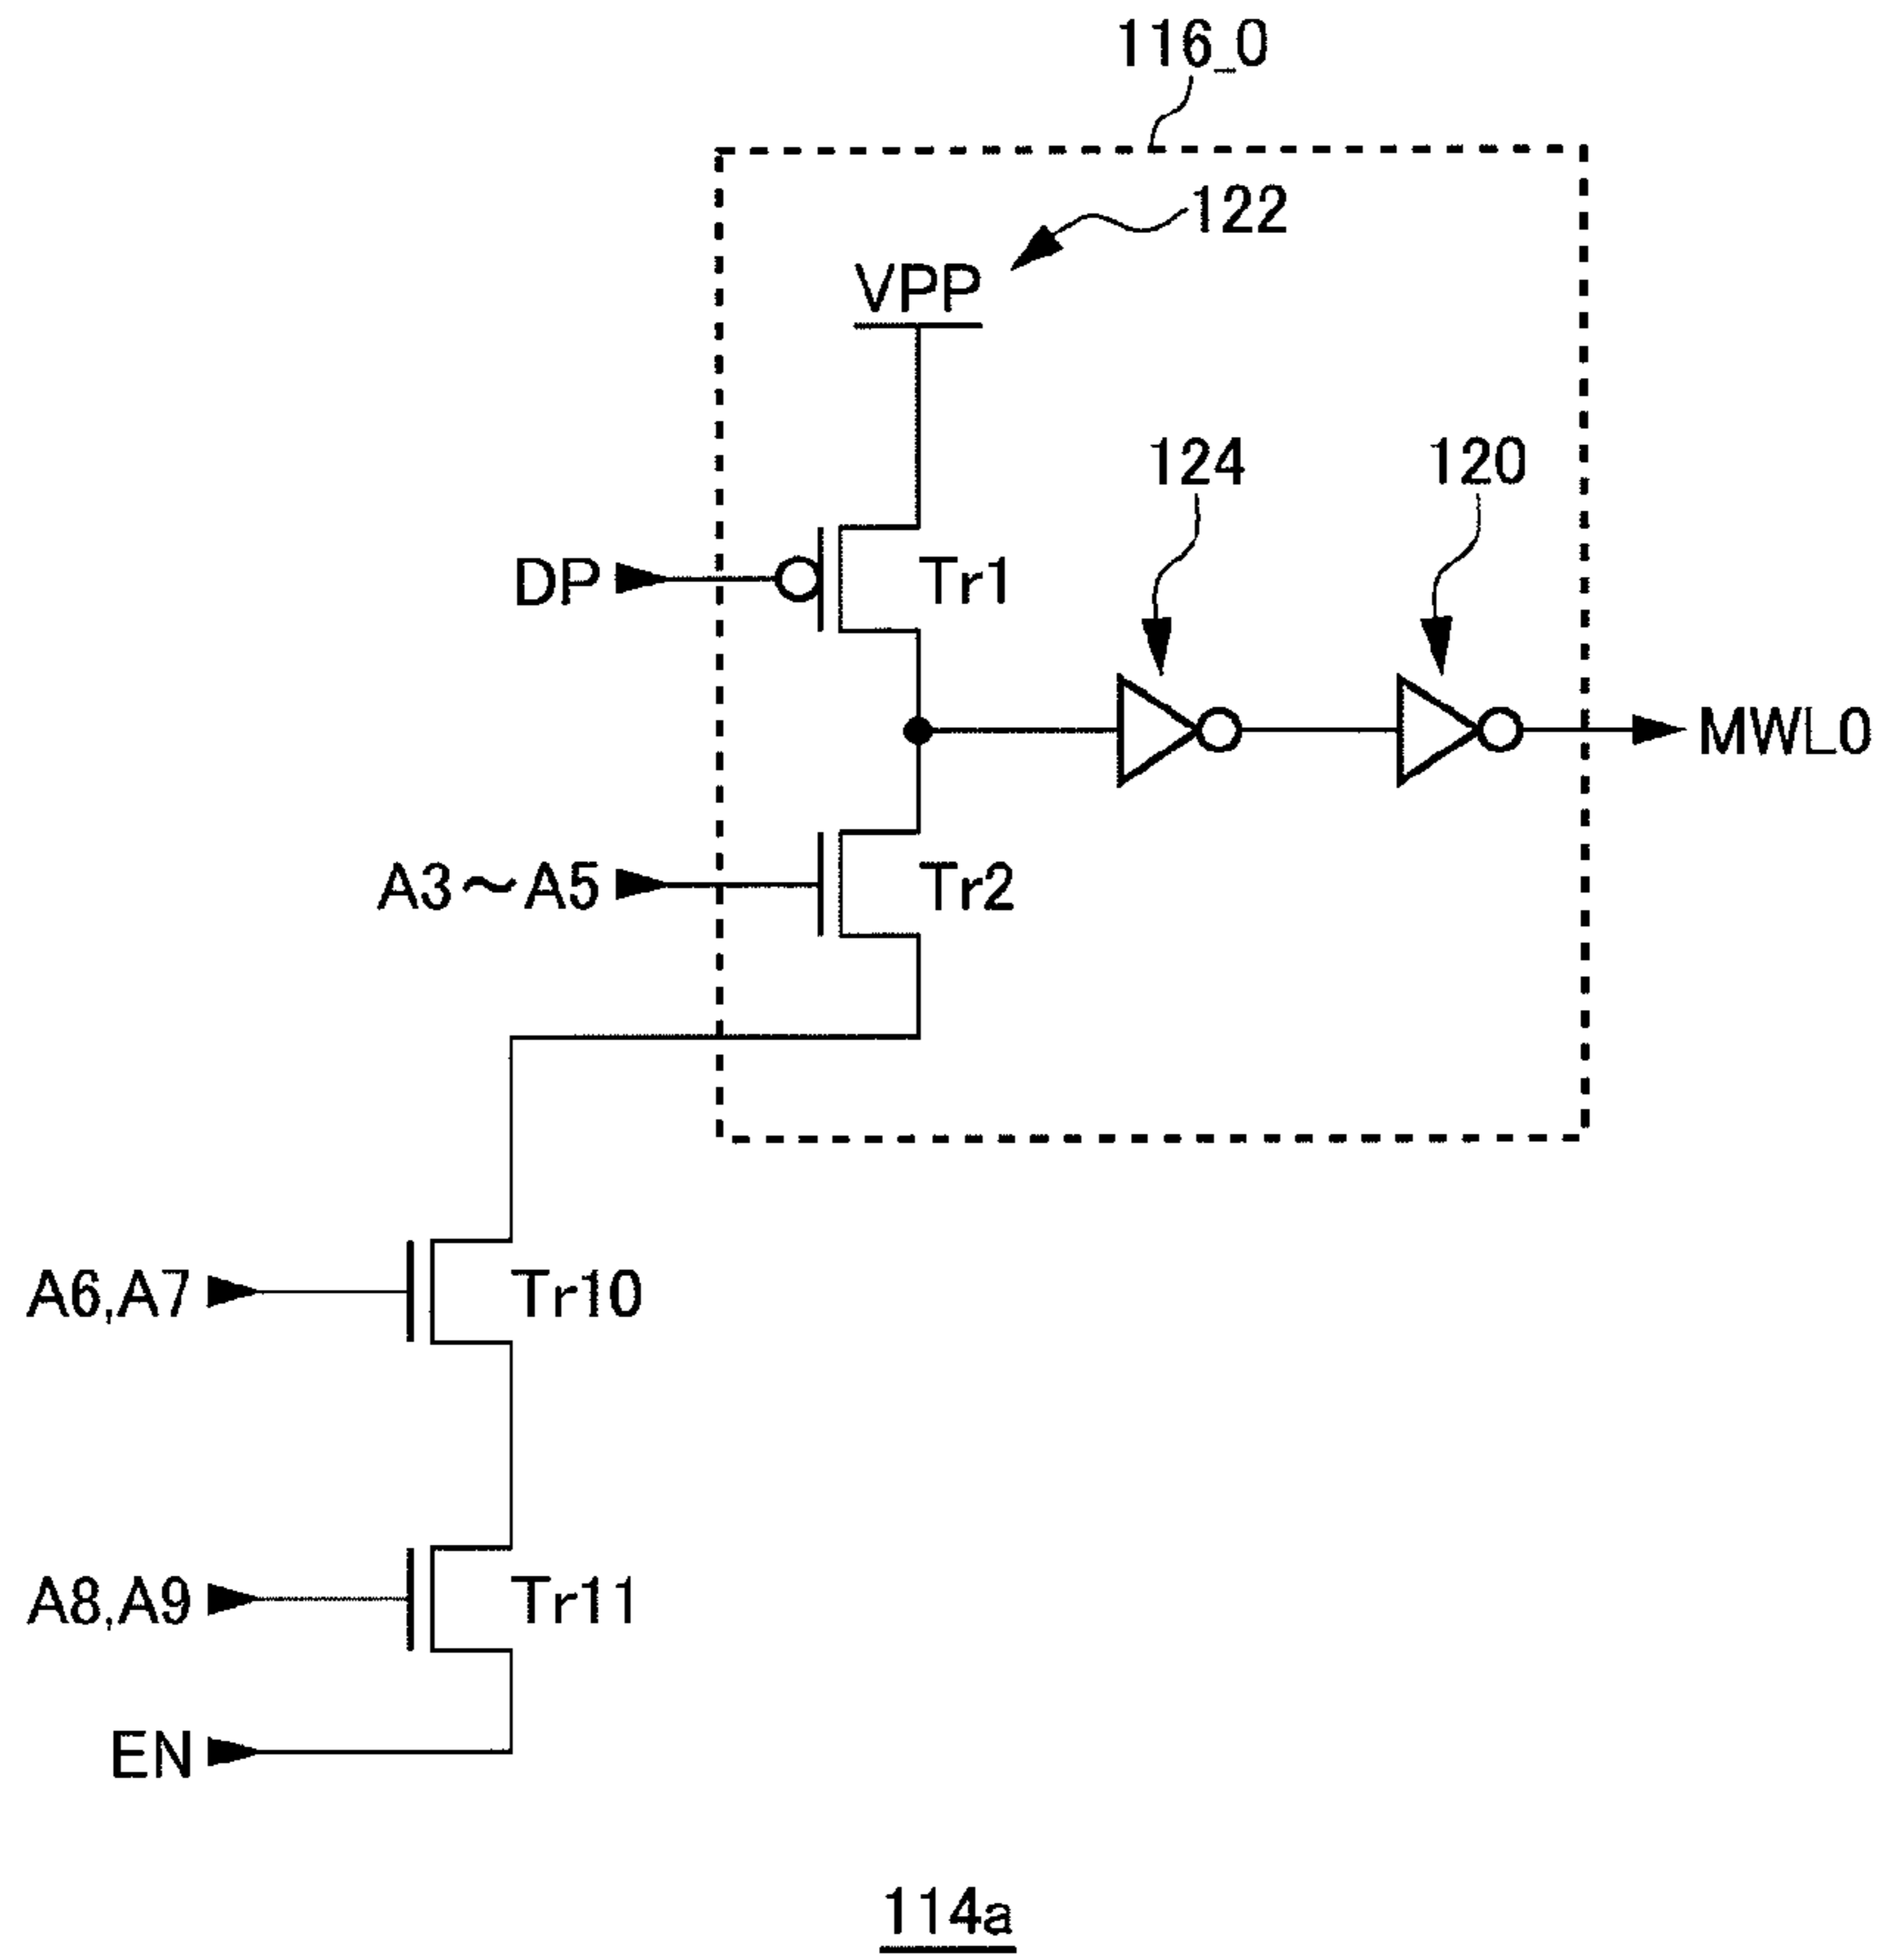 116_0
122
VPP
124
120
DP
Tr1
MWL0
A3～A5
Tr2
A6,A7
Tr10
A8,A9
Tr11
EN
114a